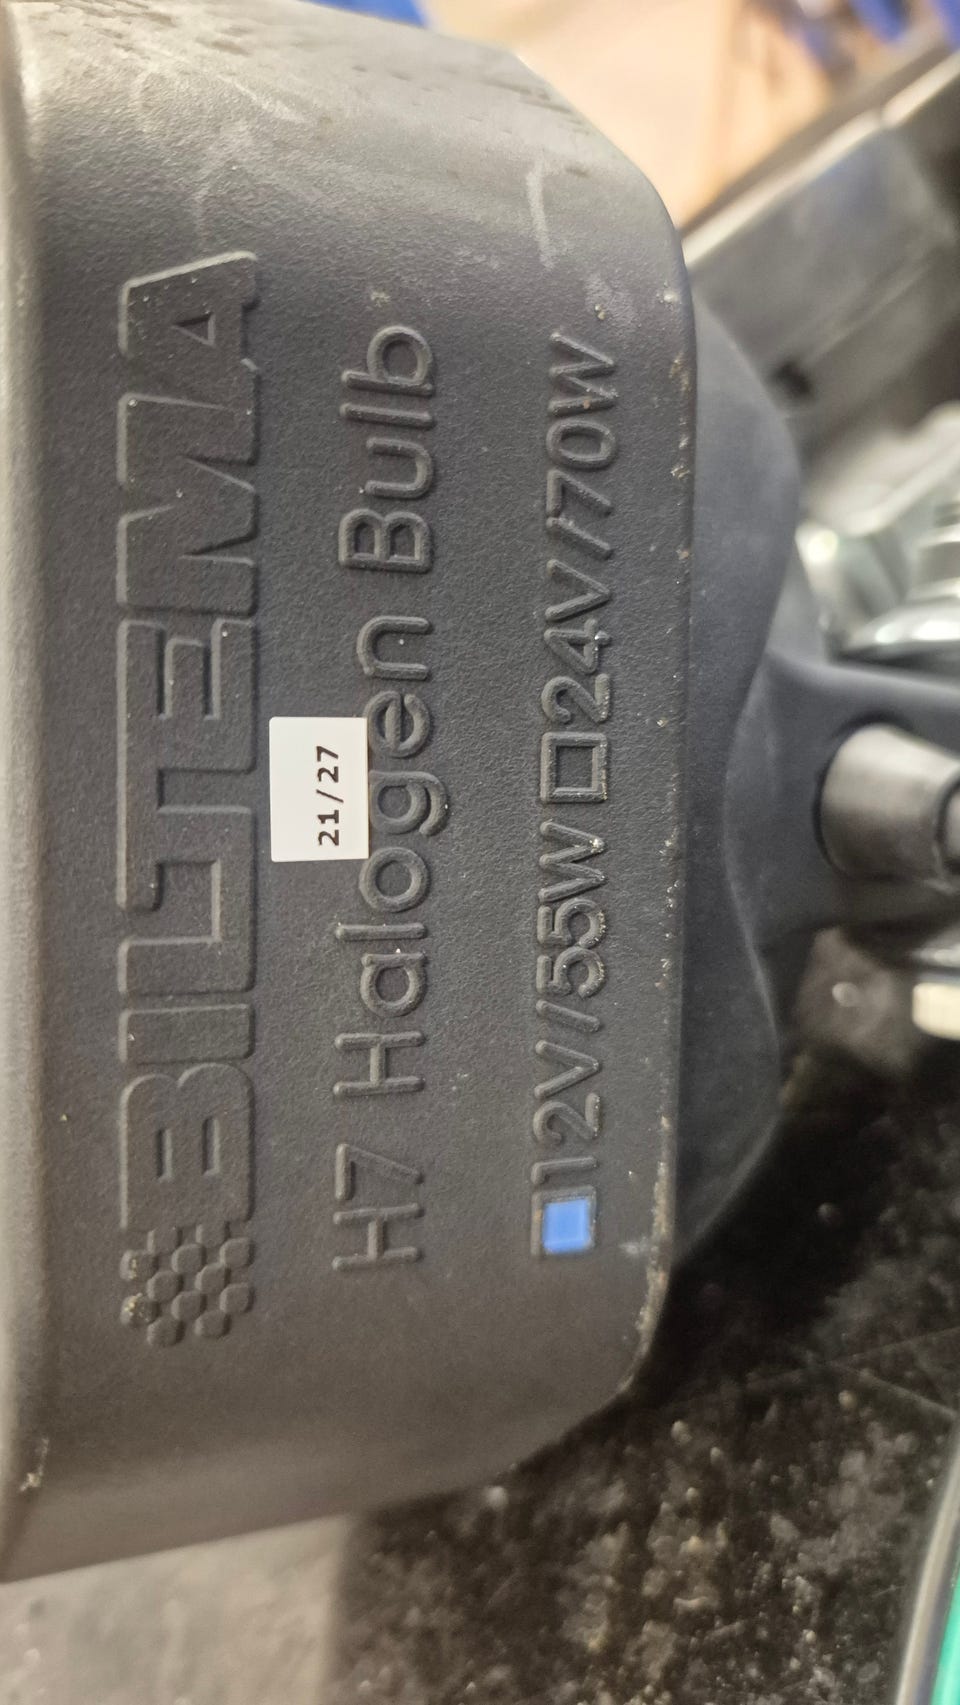 BILTEMA
21/27
H7 Halogen Bulb
12V/55W 24V/70W